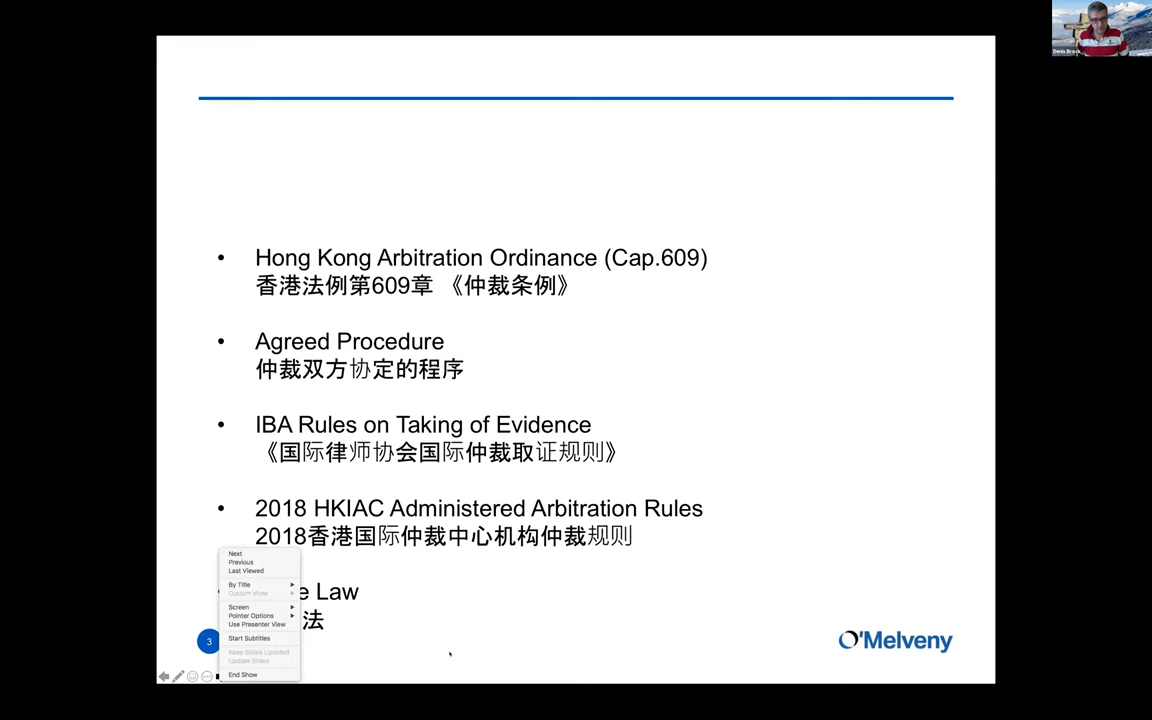 Denis Brock
• Hong Kong Arbitration Ordinance (Cap.609)
香港法例第609章 《仲裁条例》
• Agreed Procedure
仲裁双方协定的程序
• IBA Rules on Taking of Evidence
《国际律师协会国际仲裁取证规则》
• 2018 HKIAC Administered Arbitration Rules
2018香港国际仲裁中心机构仲裁规则
e Law
法
Next
Previous
Last Viewed
By Title
Custom show
Screen
Pointer Options
Use Presenter View
Start Subtitles
Keep Slides Updated
Update Slides
End Show
3
O'Melveny